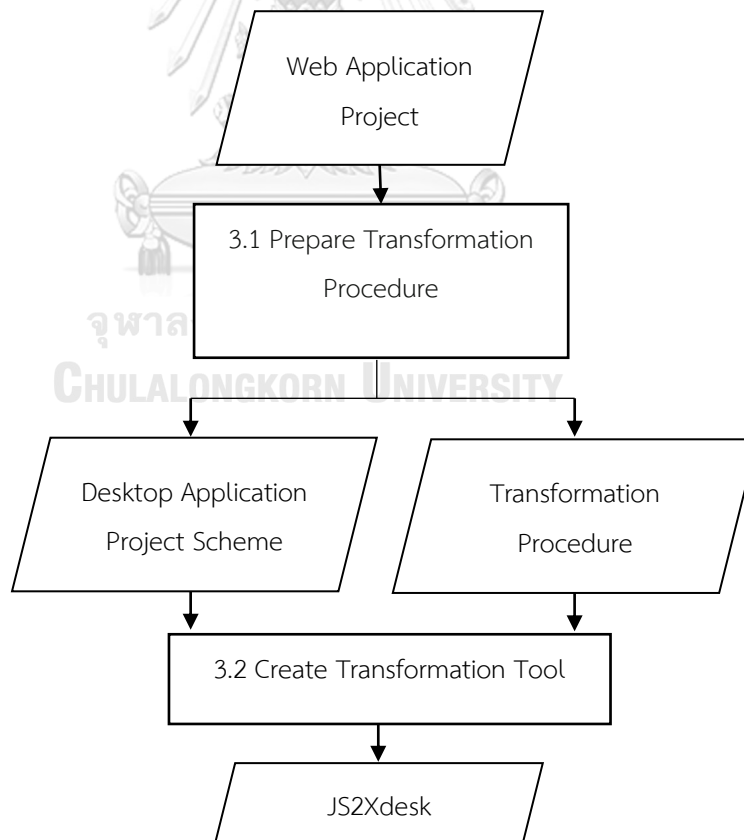 Web Application
Project
3.1 Prepare Transformation
Procedure
จุฬาล
CHULALONGKORN UNIVERSITY
Desktop Application
Project Scheme
Transformation
Procedure
3.2 Create Transformation Tool
JS2Xdesk